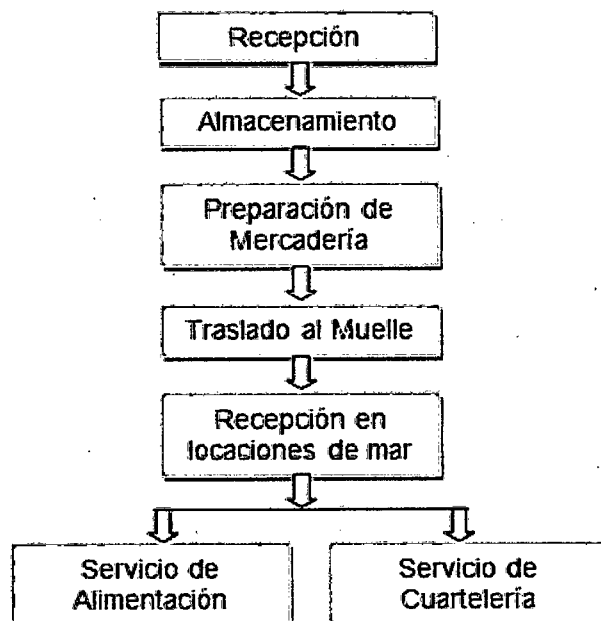 Recepción
Almacenamiento
Preparación de
Mercadería
Traslado al Muelle
Recepción en
locaciones de mar
Servicio de
Alimentación
Servicio de
Cuartelería